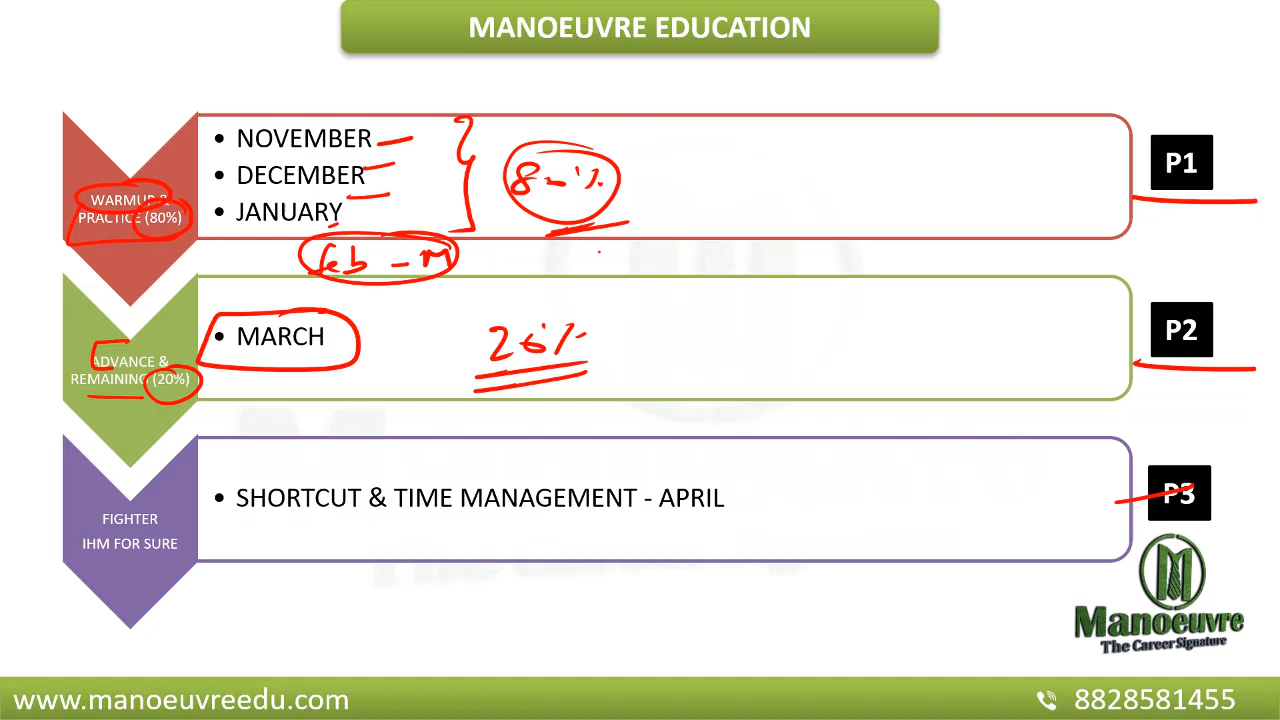 MANOEUVRE EDUCATION
• NOVEMBER
• DECEMBER
• JANUARY
WARMUP &
PRACTICE (80%)
80%
P1
feb - M
• MARCH
ADVANCE &
REMAINING (20%)
20%
P2
• SHORTCUT & TIME MANAGEMENT - APRIL
FIGHTER
IHM FOR SURE
P3
Manoeuvre
The Career Signature
www.manoeuvreedu.com
8828581455